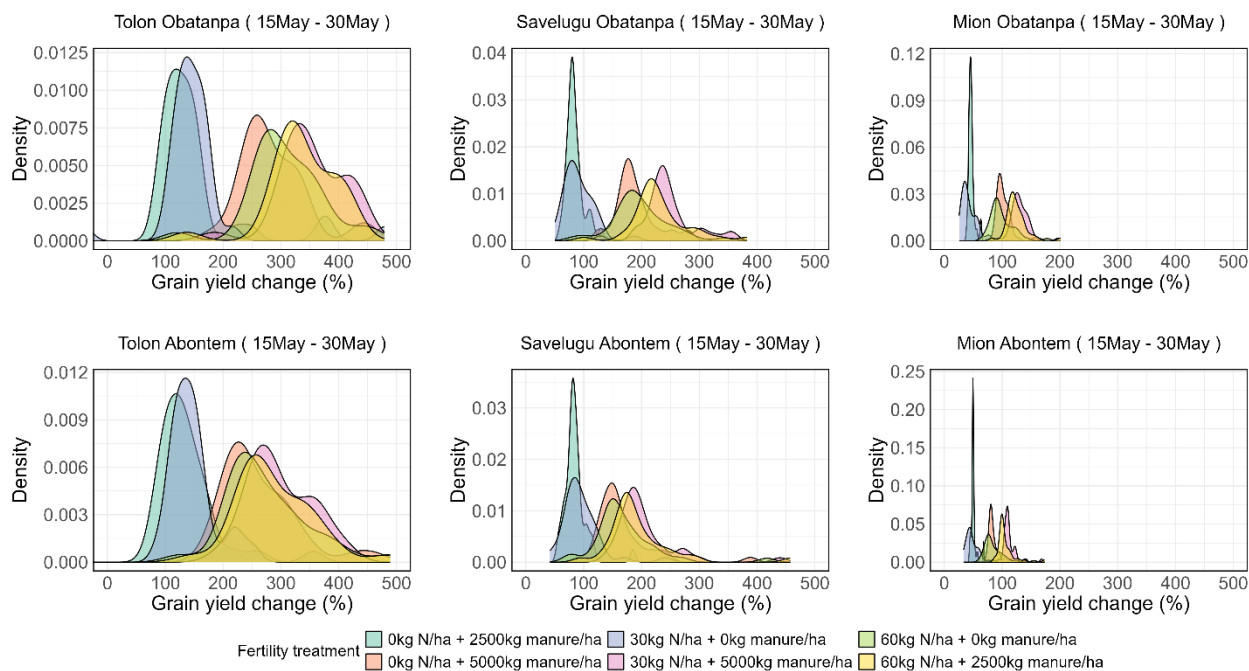 Tolon Obatanpa ( 15May - 30May )
Savelugu Obatanpa ( 15May - 30May )
Mion Obatanpa ( 15May - 30May )
0.0125
0.0100
0.0075
0.0050
0.0025
0.0000
Density
0 100 200 300 400 500
Grain yield change (%)
0.04
0.03
0.02
0.01
0.00
Density
0 100 200 300 400 500
Grain yield change (%)
0.12
0.09
0.06
0.03
0.00
Density
0 100 200 300 400 500
Grain yield change (%)
Tolon Abontem ( 15May - 30May )
Savelugu Abontem ( 15May - 30May )
Mion Abontem ( 15May - 30May )
0.012
0.009
0.006
0.003
0.000
Density
0 100 200 300 400 500
Grain yield change (%)
0.03
0.02
0.01
0.00
Density
0 100 200 300 400 500
Grain yield change (%)
0.25
0.20
0.15
0.10
0.05
0.00
Density
0 100 200 300 400 500
Grain yield change (%)
Fertility treatment
0kg N/ha + 2500kg manure/ha 30kg N/ha + 0kg manure/ha 60kg N/ha + 0kg manure/ha
0kg N/ha + 5000kg manure/ha 30kg N/ha + 5000kg manure/ha 60kg N/ha + 2500kg manure/ha